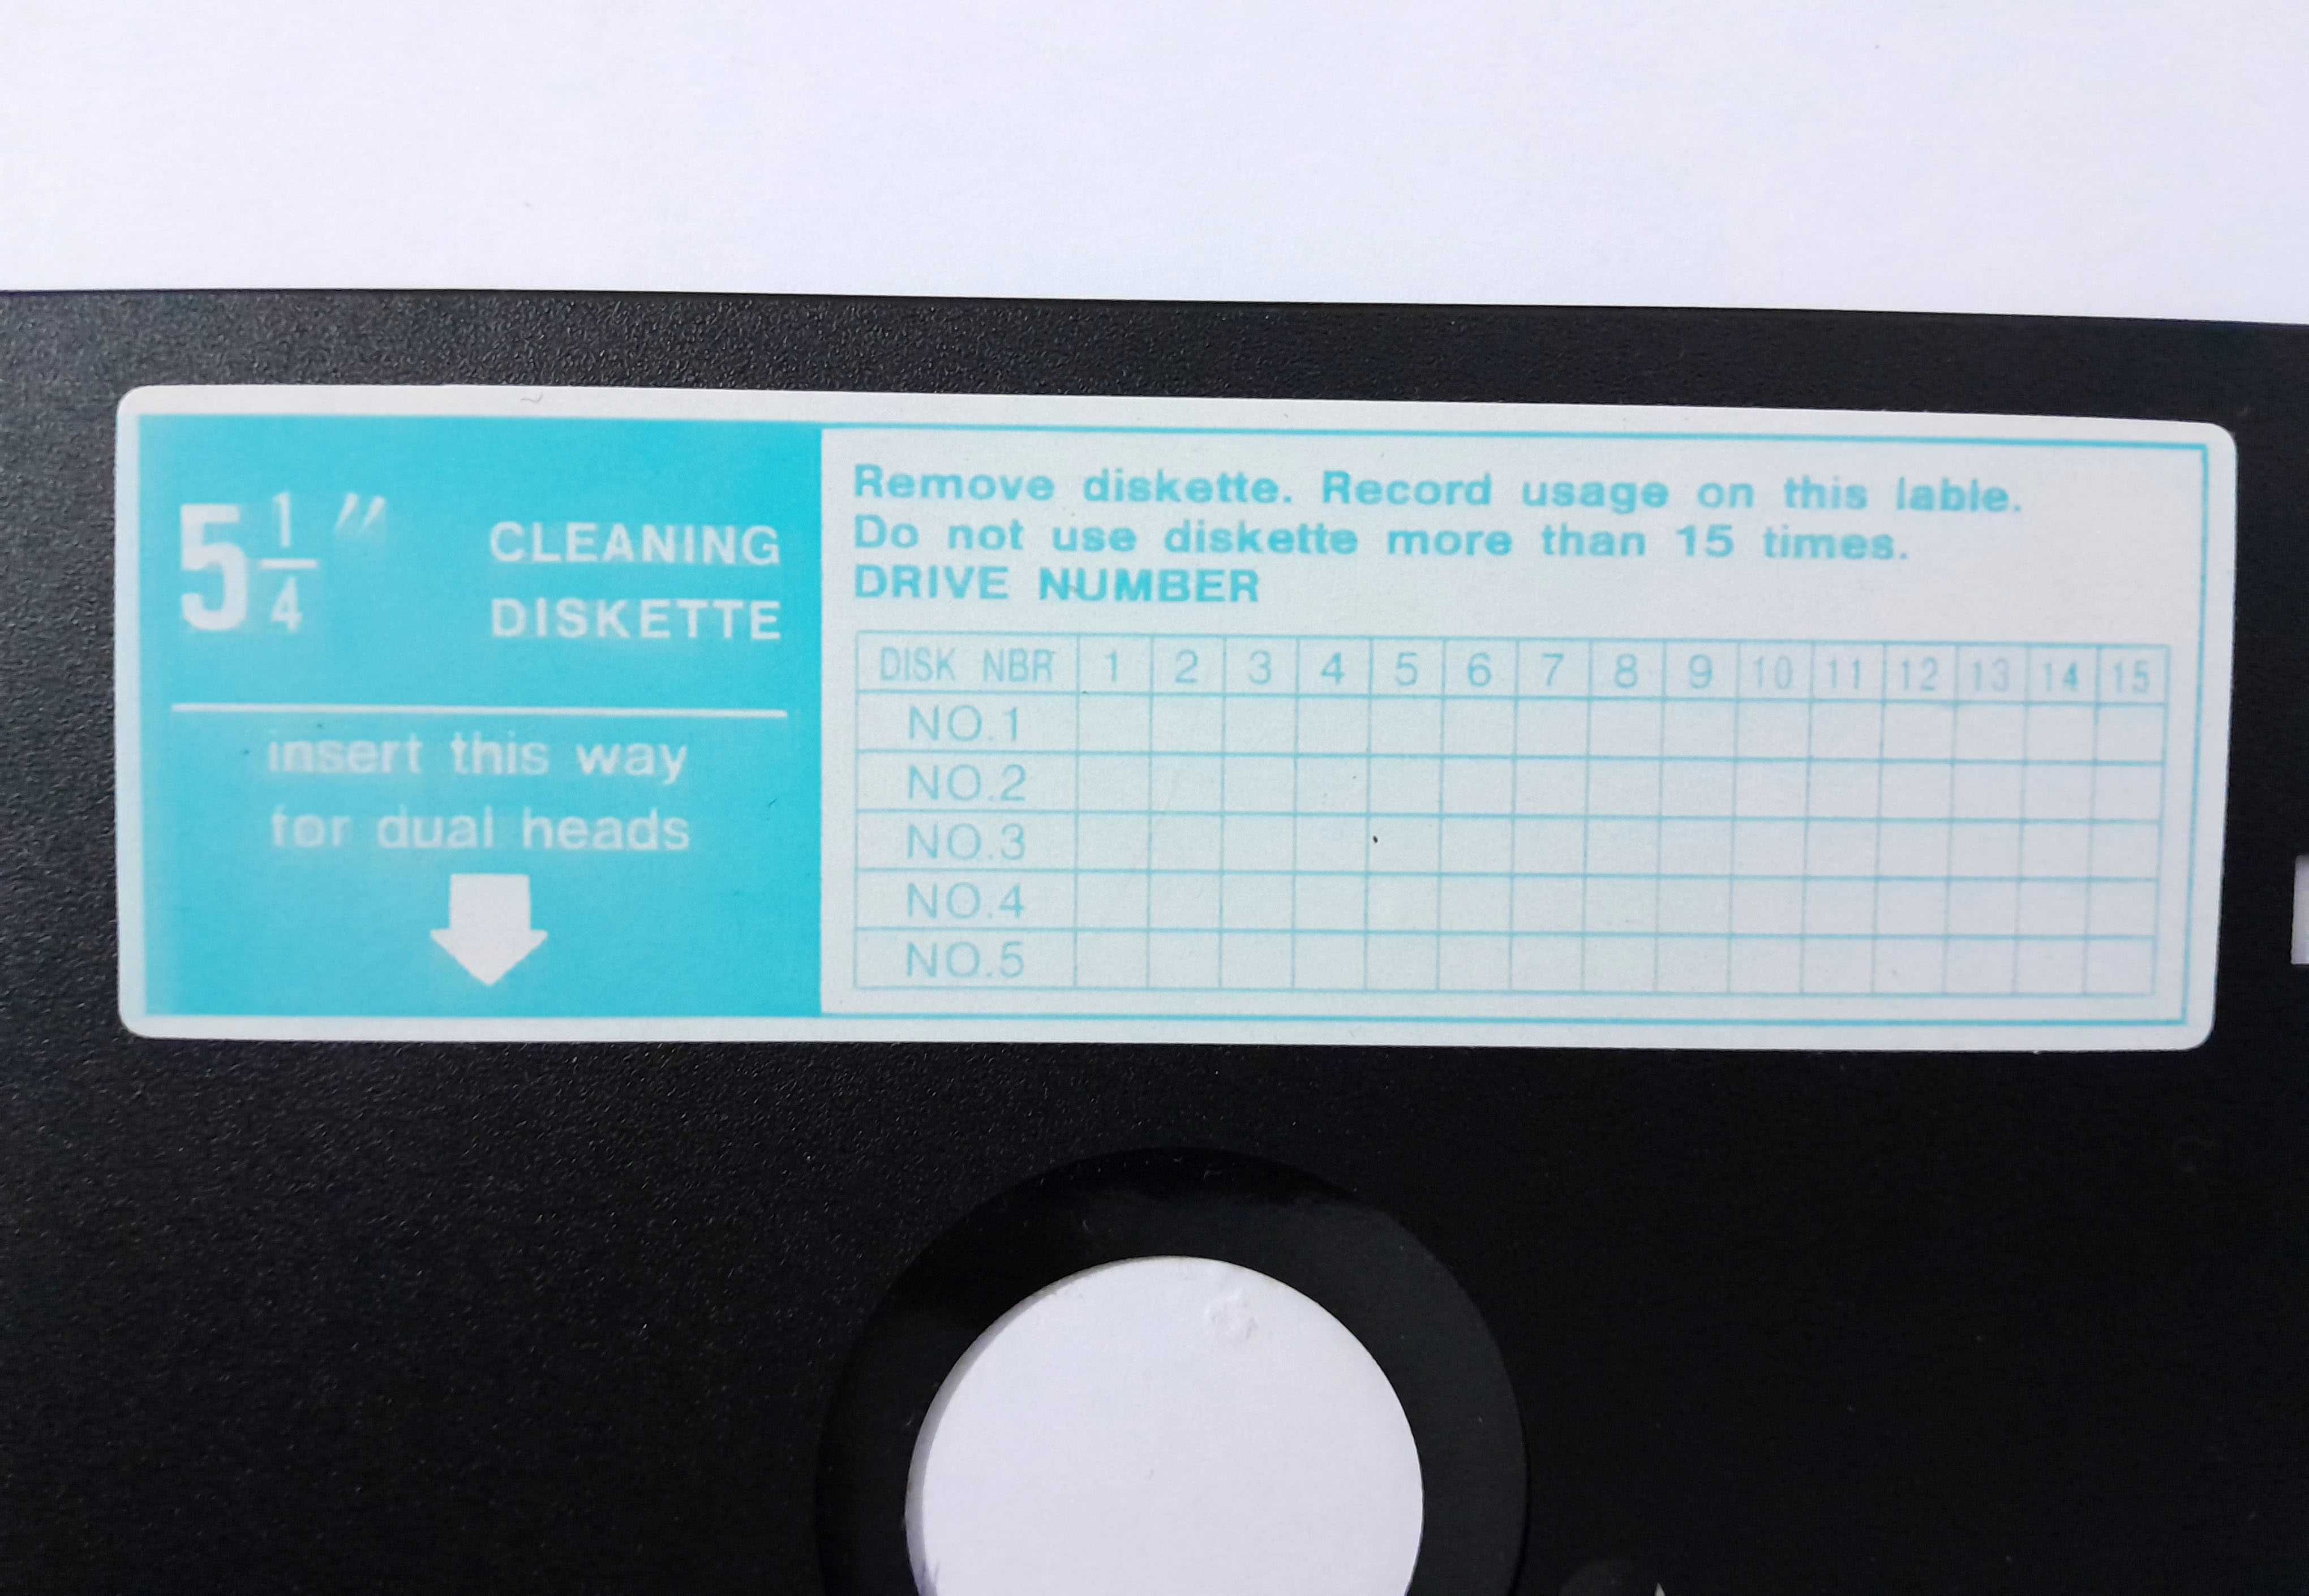 5 1/4" CLEANING
DISKETTE
insert this way
for dual heads
Remove diskette. Record usage on this lable.
Do not use diskette more than 15 times.
DRIVE NUMBER
DISK NBR 1 2 3 4 5 6 7 8 9 10 11 12 13 14 15
NO.1
NO.2
NO.3
NO.4
NO.5